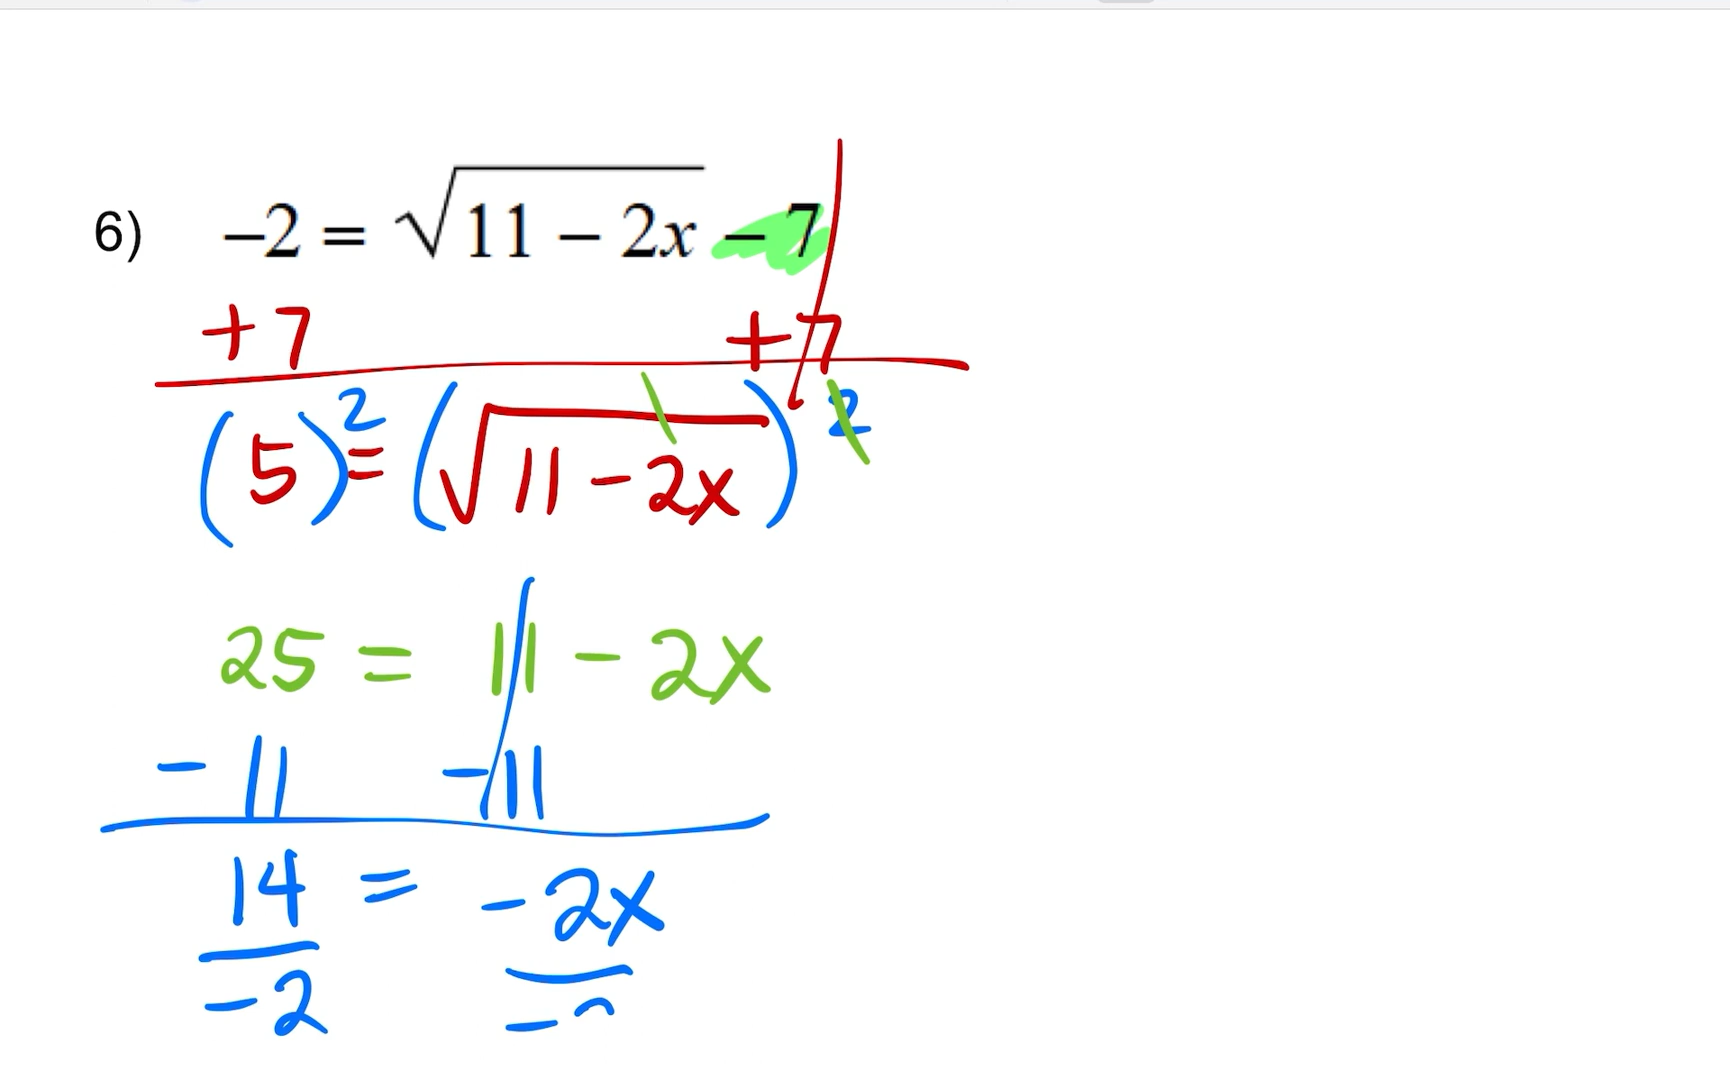 6) −2 = √11 − 2x − 7
+7 +7
(5)² = (√11 − 2x)²
25 = 11 − 2x
−11 −11
14 = −2x
−2 −